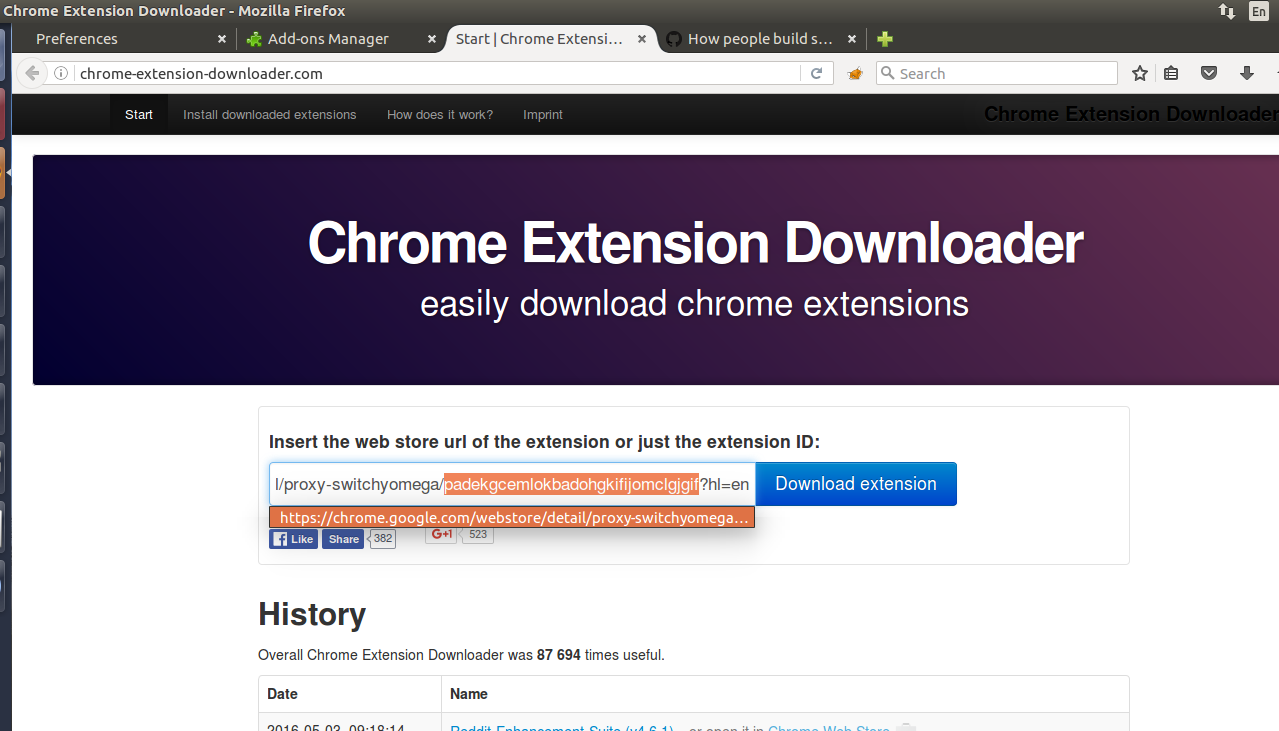 Chrome Extension Downloader - Mozilla Firefox
En
Preferences × Add-ons Manager × Start | Chrome Extensi... × How people build s... ×
chrome-extension-downloader.com Search
Start Install downloaded extensions How does it work? Imprint Chrome Extension Downloader
Chrome Extension Downloader
easily download chrome extensions
Insert the web store url of the extension or just the extension ID:
l/proxy-switchyomega/padekgcemlokbadohgkifijomclgjgif?hl=en Download extension
https://chrome.google.com/webstore/detail/proxy-switchyomega...
Like Share 382 G+1 523
History
Overall Chrome Extension Downloader was 87 694 times useful.
Date Name
2016-05-03 09:18:14 Reddit Enhancement Suite (v4.6.1) or open it in Chrome Web Store